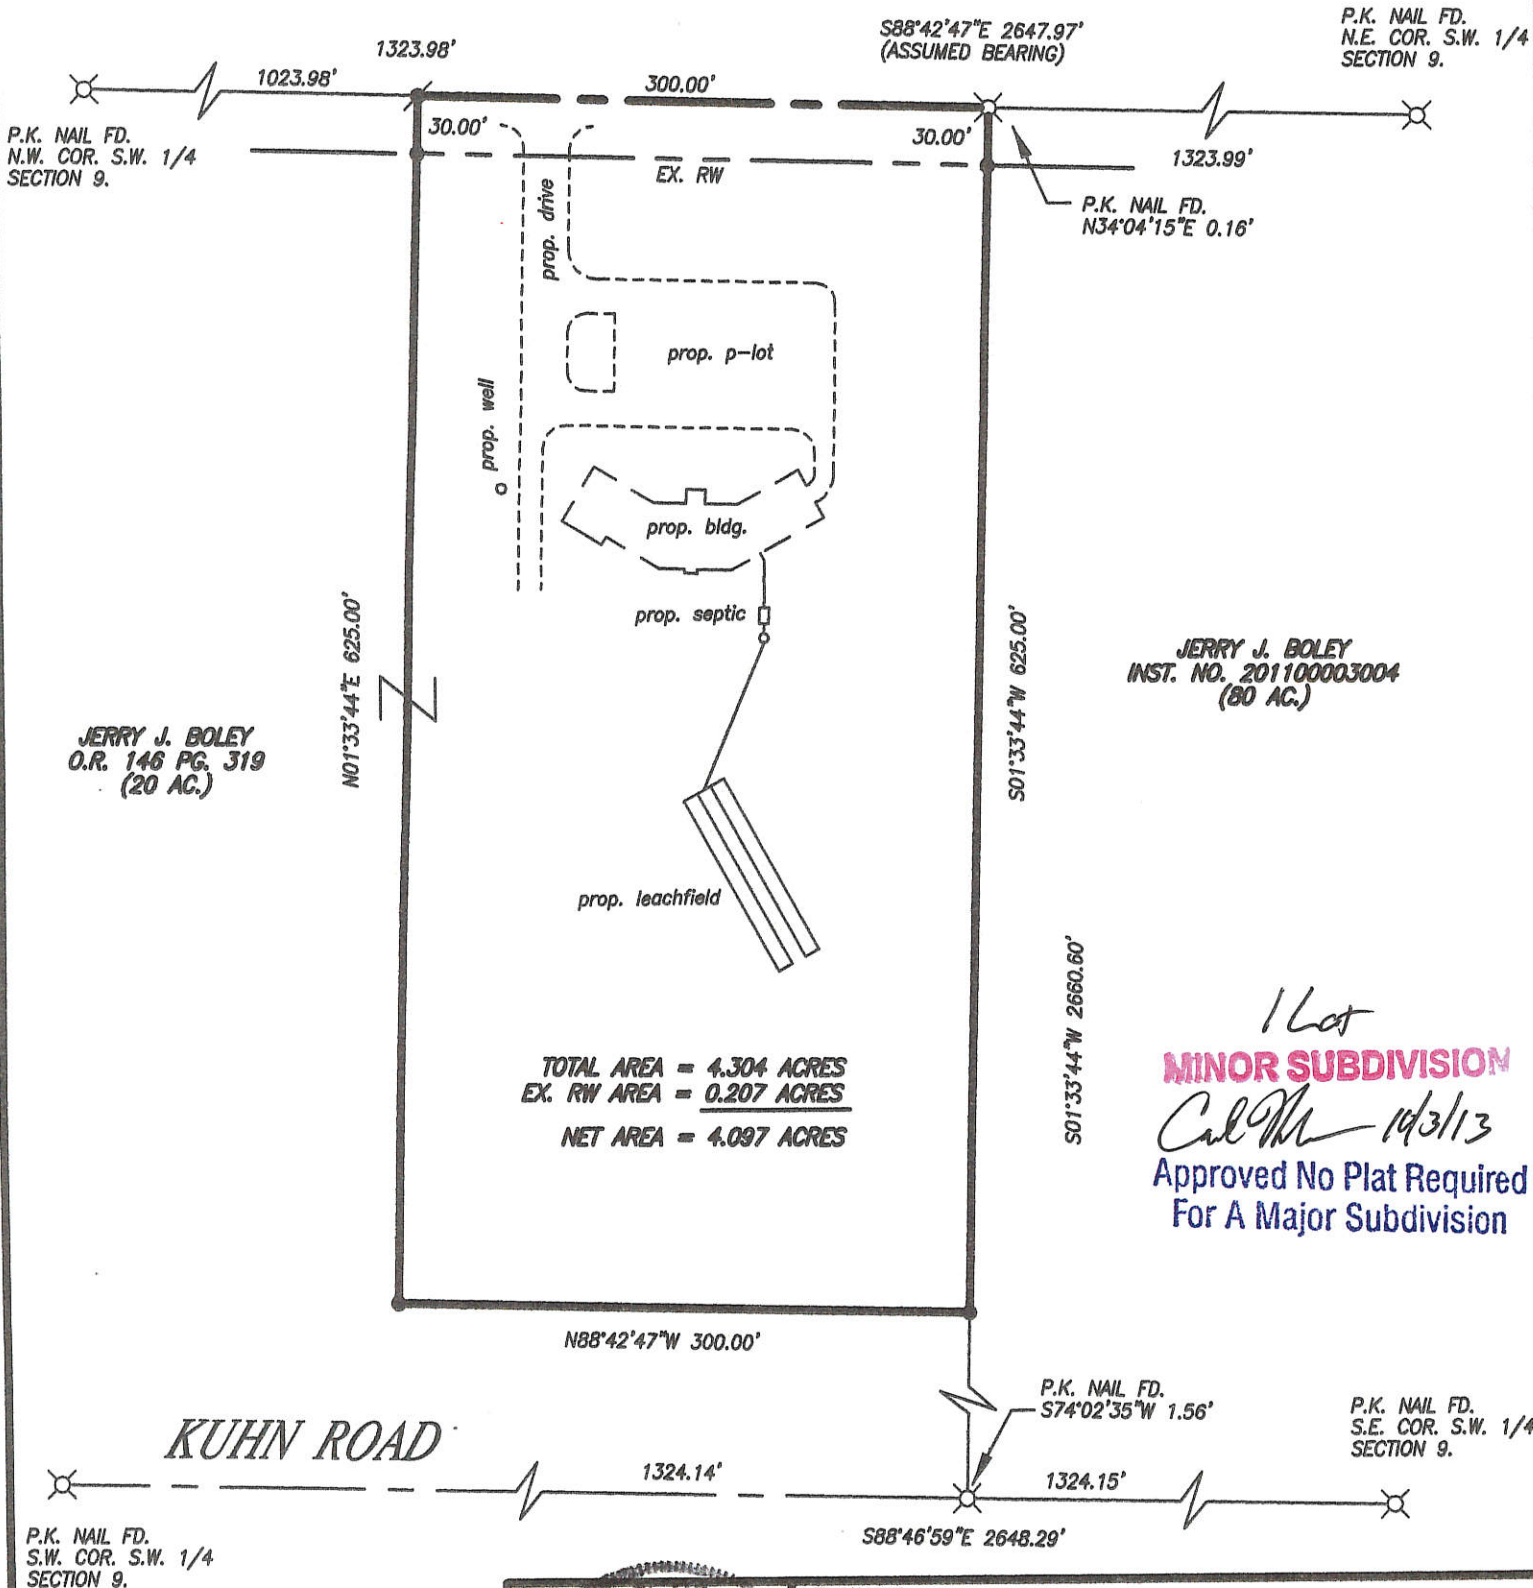 S88°42'47"E 2647.97'
(ASSUMED BEARING)
P.K. NAIL FD.
N.E. COR. S.W. 1/4
SECTION 9.
1323.98'
1023.98'
300.00'
P.K. NAIL FD.
N.W. COR. S.W. 1/4
SECTION 9.
30.00'
30.00'
1323.99'
EX. RW
P.K. NAIL FD.
N34°04'15"E 0.16'
prop. drive
prop. p-lot
prop. well
prop. bldg.
prop. septic
N01°33'44"E 625.00'
S01°33'44"W 625.00'
JERRY J. BOLEY
INST. NO. 201100003004
(80 AC.)
JERRY J. BOLEY
O.R. 146 PG. 319
(20 AC.)
prop. leachfield
S01°33'44"W 2660.60'
1 Lot
MINOR SUBDIVISION
10/3/13
Approved No Plat Required
For A Major Subdivision
TOTAL AREA = 4.304 ACRES
EX. RW AREA = 0.207 ACRES
NET AREA = 4.097 ACRES
N88°42'47"W 300.00'
P.K. NAIL FD.
S74°02'35"W 1.56'
P.K. NAIL FD.
S.E. COR. S.W. 1/4
SECTION 9.
KUHN ROAD
1324.14'
1324.15'
S88°46'59"E 2648.29'
P.K. NAIL FD.
S.W. COR. S.W. 1/4
SECTION 9.